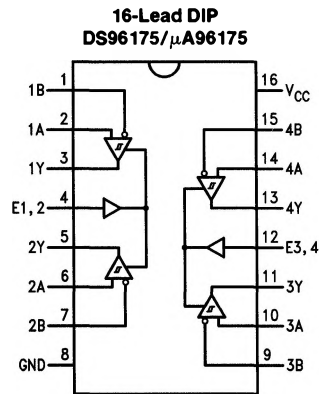 16-Lead DIP
DS96175/μA96175
1B 1
1A 2
1Y 3
E1, 2 4
2Y 5
2A 6
2B 7
GND 8
16 VCC
15 4B
14 4A
13 4Y
12 E3, 4
11 3Y
10 3A
9 3B